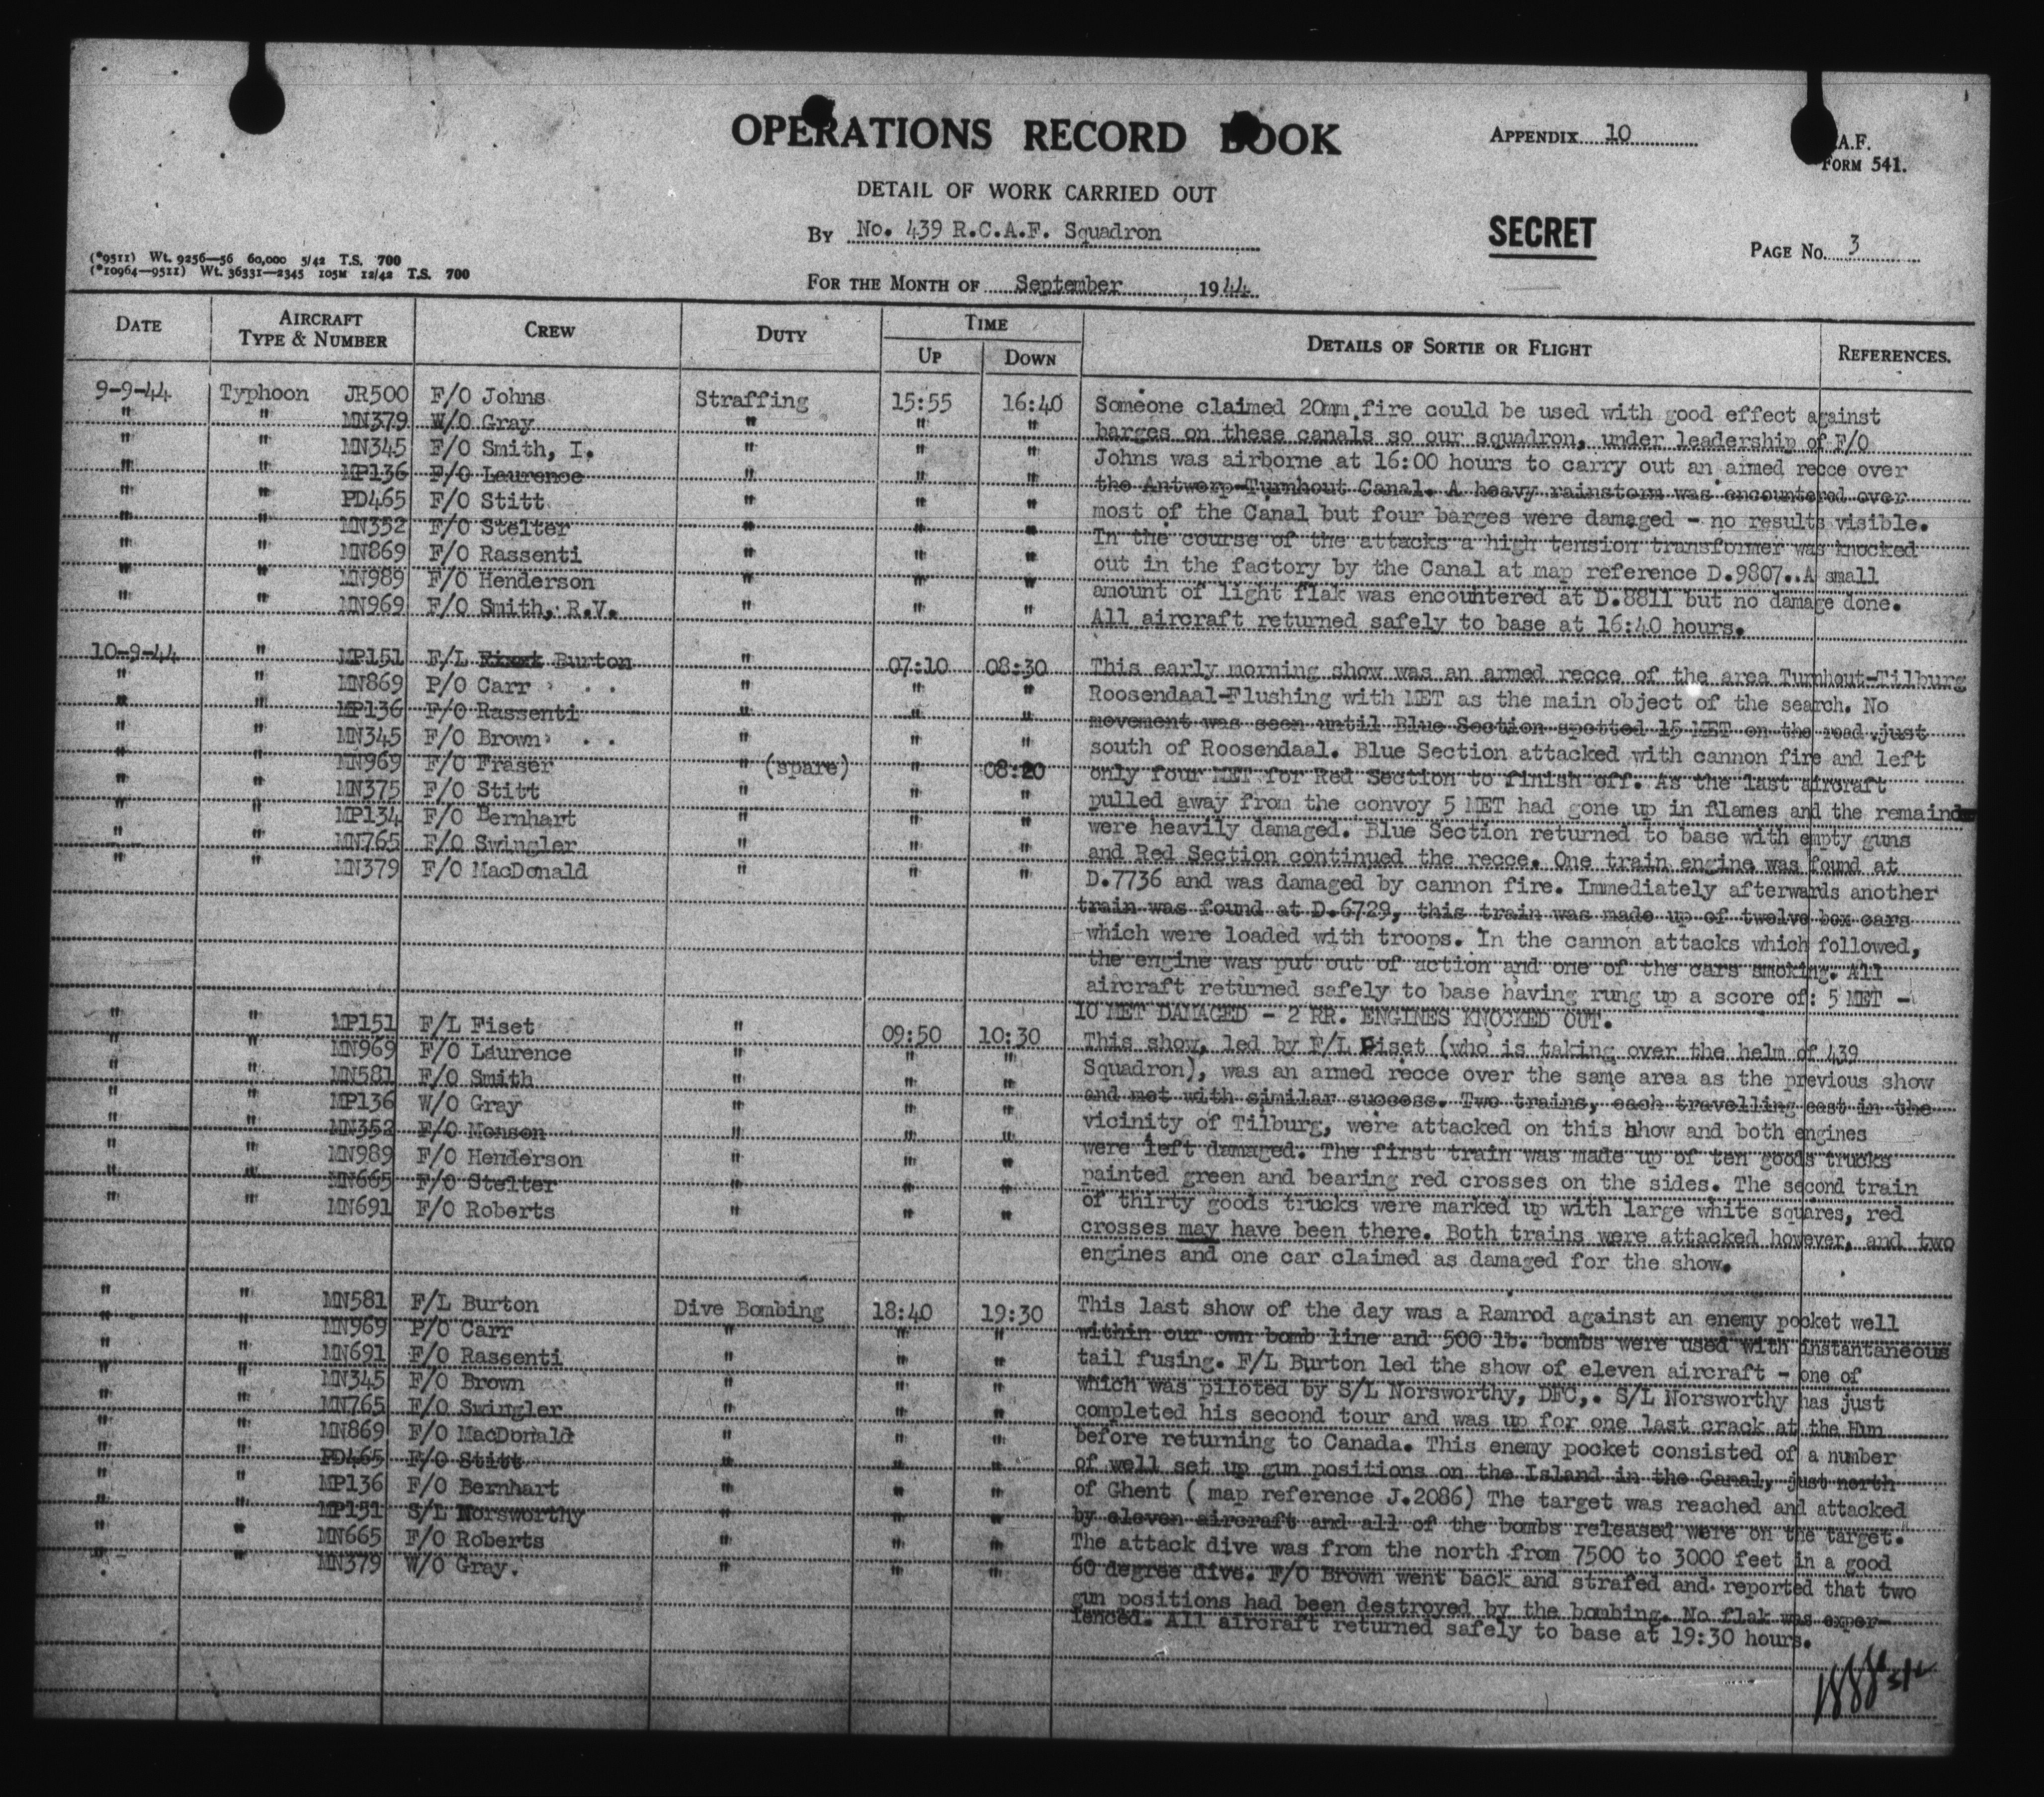 OPERATIONS RECORD BOOK
APPENDIX 10
A.F.
FORM 541.
DETAIL OF WORK CARRIED OUT
By No. 439 R.C.A.F. Squadron
SECRET
PAGE No. 3
(*9511) Wt. 9256—56 60,000 5/42 T.S. 700
(*10964—9511) Wt. 36331—2345 105M 12/42 T.S. 700
FOR THE MONTH OF September 1944
DATE AIRCRAFT TYPE & NUMBER CREW DUTY TIME UP DOWN DETAILS OF SORTIE OR FLIGHT REFERENCES.
9-9-44 Typhoon JR500 F/O Johns Straffing 15:55 16:40
" " MN379 W/O Gray " " "
" " MN345 F/O Smith, I. " " "
" " MP136 F/O Laurence " " "
" " PD465 F/O Stitt " " "
" " MN352 F/O Stelter " " "
" " MN869 F/O Rassenti " " "
" " MN989 F/O Henderson " " "
" " MN969 F/O Smith, R.V. " " "
Someone claimed 20mm fire could be used with good effect against
barges on these canals so our squadron, under leadership of F/O
Johns was airborne at 16:00 hours to carry out an aimed recce over
the Antwerp-Turnhout Canal. A heavy rainstorm was encountered over
most of the Canal but four barges were damaged - no results visible.
In the course of the attacks a high tension transformer was knocked
out in the factory by the Canal at map reference D.9807..A small
amount of light flak was encountered at D.8811 but no damage done.
All aircraft returned safely to base at 16:40 hours.
10-9-44 " MP151 F/L Burton " 07:10 08:30
" " MN869 P/O Carr " " "
" " MP136 F/O Rassenti " " "
" " MN345 F/O Brown " " "
" " MN969 F/O Fraser " (spare) " 08:20
" " MN375 F/O Stitt " " "
" " MP134 F/O Bernhart " " "
" " MN765 F/O Swingler " " "
" " MN379 F/O MacDonald " " "
This early morning show was an armed recce of the area Turnhout-Tilburg
Roosendaal-Flushing with MET as the main object of the search. No
movement was seen until Blue Section spotted 15 MET on the road just
south of Roosendaal. Blue Section attacked with cannon fire and left
only four MET for Red Section to finish off. As the last aircraft
pulled away from the convoy 5 MET had gone up in flames and the remaind
were heavily damaged. Blue Section returned to base with empty guns
and Red Section continued the recce. One train engine was found at
D.7736 and was damaged by cannon fire. Immediately afterwards another
train was found at D.6729, this train was made up of twelve box cars
which were loaded with troops. In the cannon attacks which followed,
the engine was put out of action and one of the cars smoking. All
aircraft returned safely to base having rung up a score of: 5 MET -
10 MET DAMAGED - 2 RR. ENGINES KNOCKED OUT.
" " MP151 F/L Fiset " 09:50 10:30
" " MN969 F/O Laurence " " "
" " MN581 F/O Smith " " "
" " MP136 W/O Gray " " "
" " MN352 F/O Monson " " "
" " MN989 F/O Henderson " " "
" " MN665 F/O Stelter " " "
" " MN691 F/O Roberts " " "
This show, led by F/L Fiset (who is taking over the helm of 439
Squadron), was an armed recce over the same area as the previous show
and met with similar success. Two trains, each travelling east in the
vicinity of Tilburg, were attacked on this hhow and both engines
were left damaged. The first train was made up of ten goods trucks
painted green and bearing red crosses on the sides. The second train
of thirty goods trucks were marked up with large white squares, red
crosses may have been there. Both trains were attacked however, and two
engines and one car claimed as damaged for the show.
" " MN581 F/L Burton Dive Bombing 18:40 19:30
" " MN969 P/O Carr " " "
" " MN691 F/O Rassenti " " "
" " MN345 F/O Brown " " "
" " MN765 F/O Swingler " " "
" " MN869 F/O MacDonald " " "
" " PD465 F/O Stitt " " "
" " MP136 F/O Bernhart " " "
" " MP151 S/L Norsworthy " " "
" " MN665 F/O Roberts " " "
" " MN379 W/O Gray. " " "
This last show of the day was a Ramrod against an enemy pocket well
within our own bomb line and 500 lb. bombs were used with instantaneous
tail fusing. F/L Burton led the show of eleven aircraft - one of
which was piloted by S/L Norsworthy, DFC,. S/L Norsworthy has just
completed his second tour and was up for one last crack at the Hun
before returning to Canada. This enemy pocket consisted of a number
of well set up gun positions on the Island in the Canal, just north
of Ghent ( map reference J.2086) The target was reached and attacked
by eleven aircraft and all of the bombs released were on the target.
The attack dive was from the north from 7500 to 3000 feet in a good
60 degree dive. F/O Brown went back and strafed and reported that two
gun positions had been destroyed by the bombing. No flak was exper-
ienced. All aircraft returned safely to base at 19:30 hours.